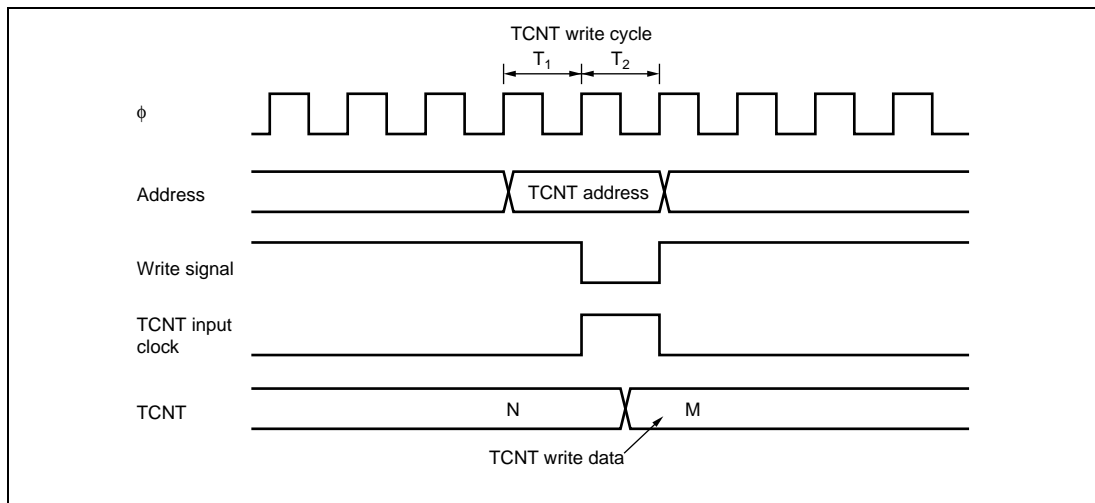 TCNT write cycle
T1 T2
ϕ
Address
TCNT address
Write signal
TCNT input
clock
TCNT
N
M
TCNT write data